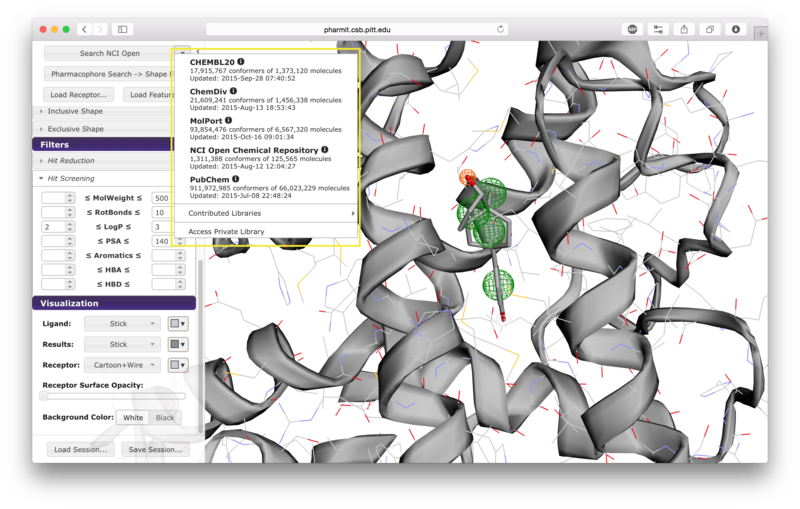 pharmit.csb.pitt.edu
ABP
Search NCI Open
Pharmacophore Search -> Shape
Load Receptor...
Load Featu
Inclusive Shape
Exclusive Shape
Filters
Hit Reduction
Hit Screening
≤ MolWeight ≤ 500
≤ RotBonds ≤ 10
2 ≤ LogP ≤ 3
≤ PSA ≤ 140
≤ Aromatics ≤
≤ HBA ≤
≤ HBD ≤
Visualization
Ligand: Stick
Results: Stick
Receptor: Cartoon+Wire
Receptor Surface Opacity:
Background Color: White Black
Load Session...
Save Session...
CHEMBL20
17,915,767 conformers of 1,373,120 molecules
Updated: 2015-Sep-28 07:40:52
ChemDiv
21,609,241 conformers of 1,456,338 molecules
Updated: 2015-Aug-13 18:53:43
MolPort
93,854,476 conformers of 6,567,320 molecules
Updated: 2015-Oct-16 09:01:34
NCI Open Chemical Repository
1,311,388 conformers of 125,565 molecules
Updated: 2015-Aug-12 12:04:27
PubChem
911,972,985 conformers of 66,023,229 molecules
Updated: 2015-Jul-08 22:48:24
Contributed Libraries
Access Private Library